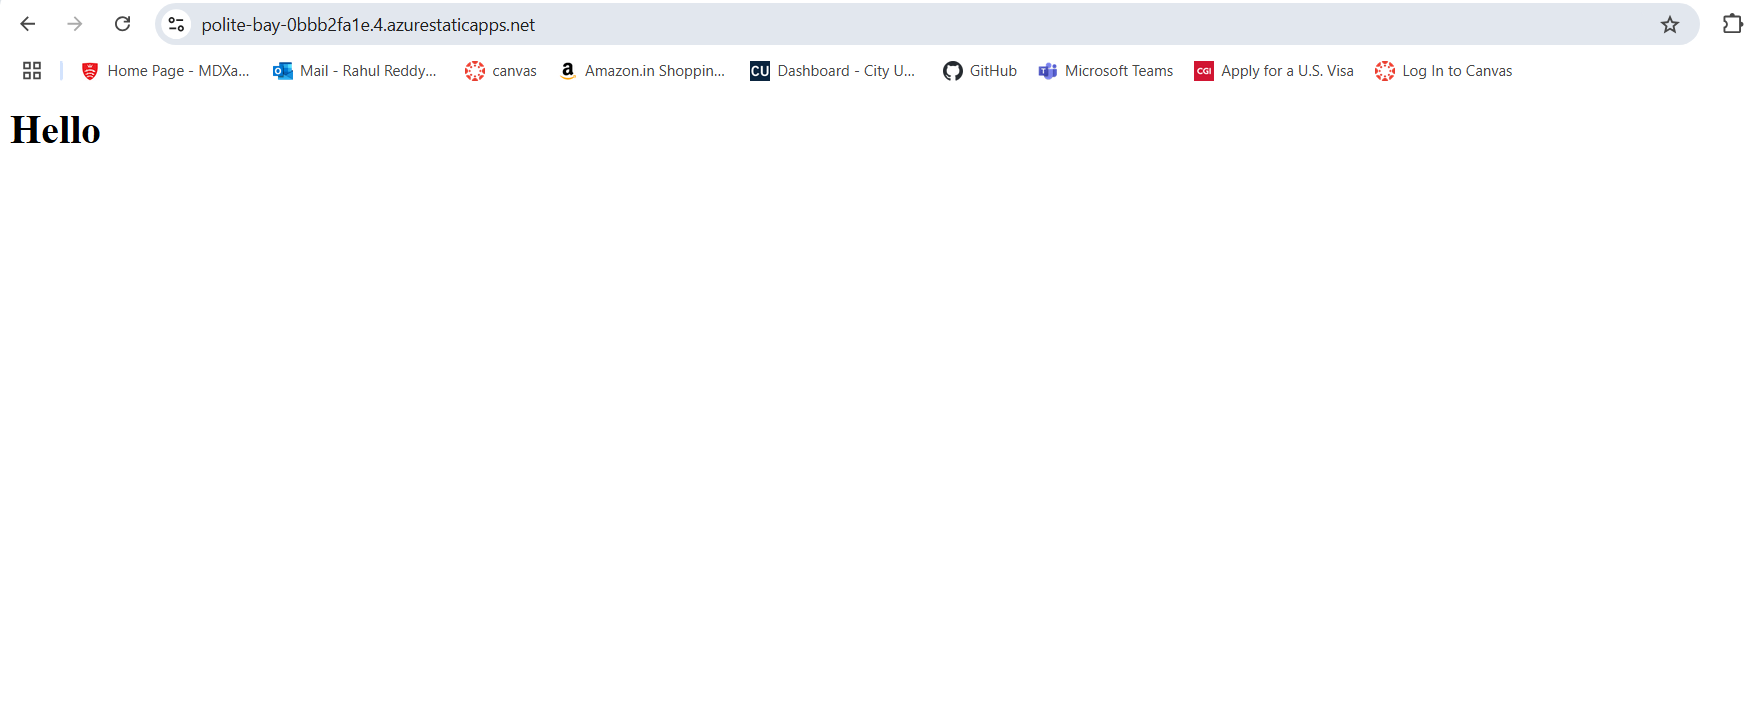 polite-bay-0bbb2fa1e.4.azurestaticapps.net
Home Page - MDXa... Mail - Rahul Reddy... canvas a Amazon.in Shoppin... CU Dashboard - City U... GitHub Microsoft Teams CGI Apply for a U.S. Visa Log In to Canvas
Hello